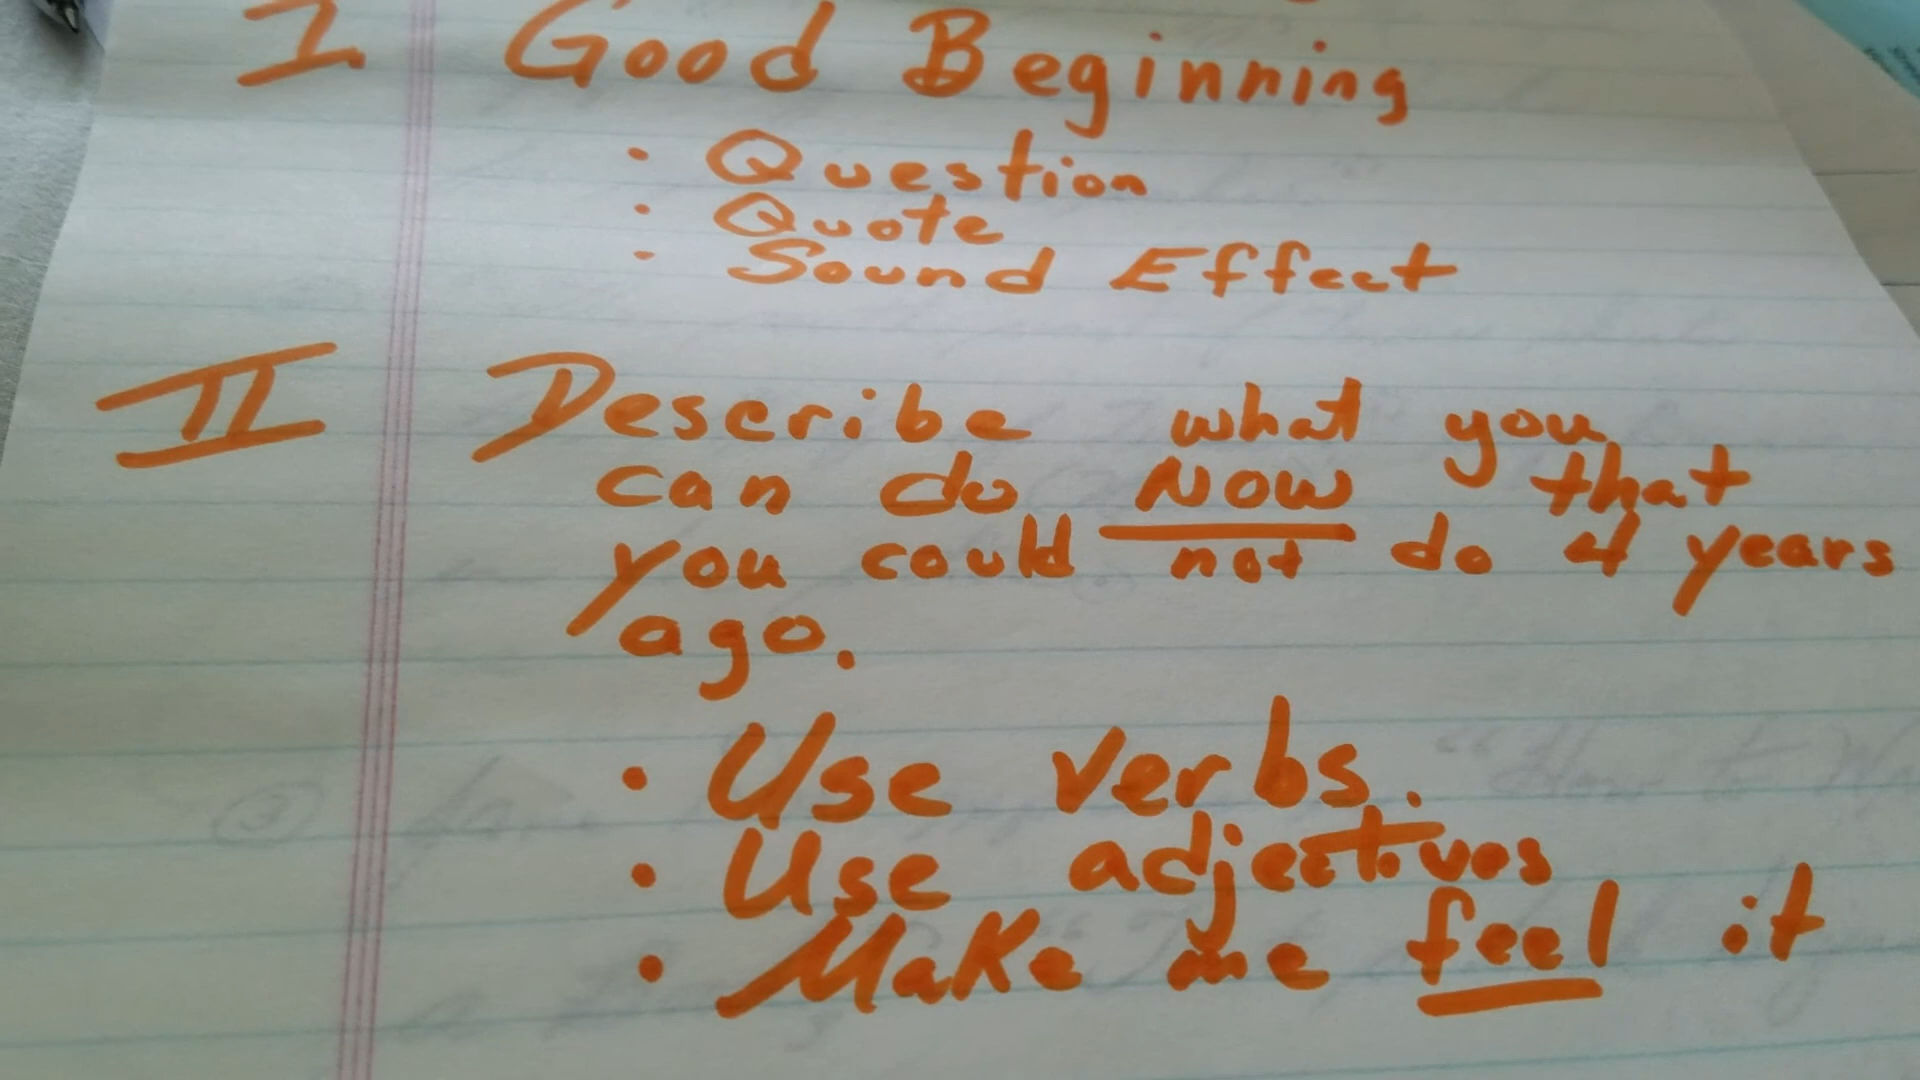 I. Good Beginning
· Question
· Quote
· Sound Effect
II Describe what you
can do NOW that
you could not do 4 years
ago.
· Use verbs.
· Use adjectives
· Make me feel it